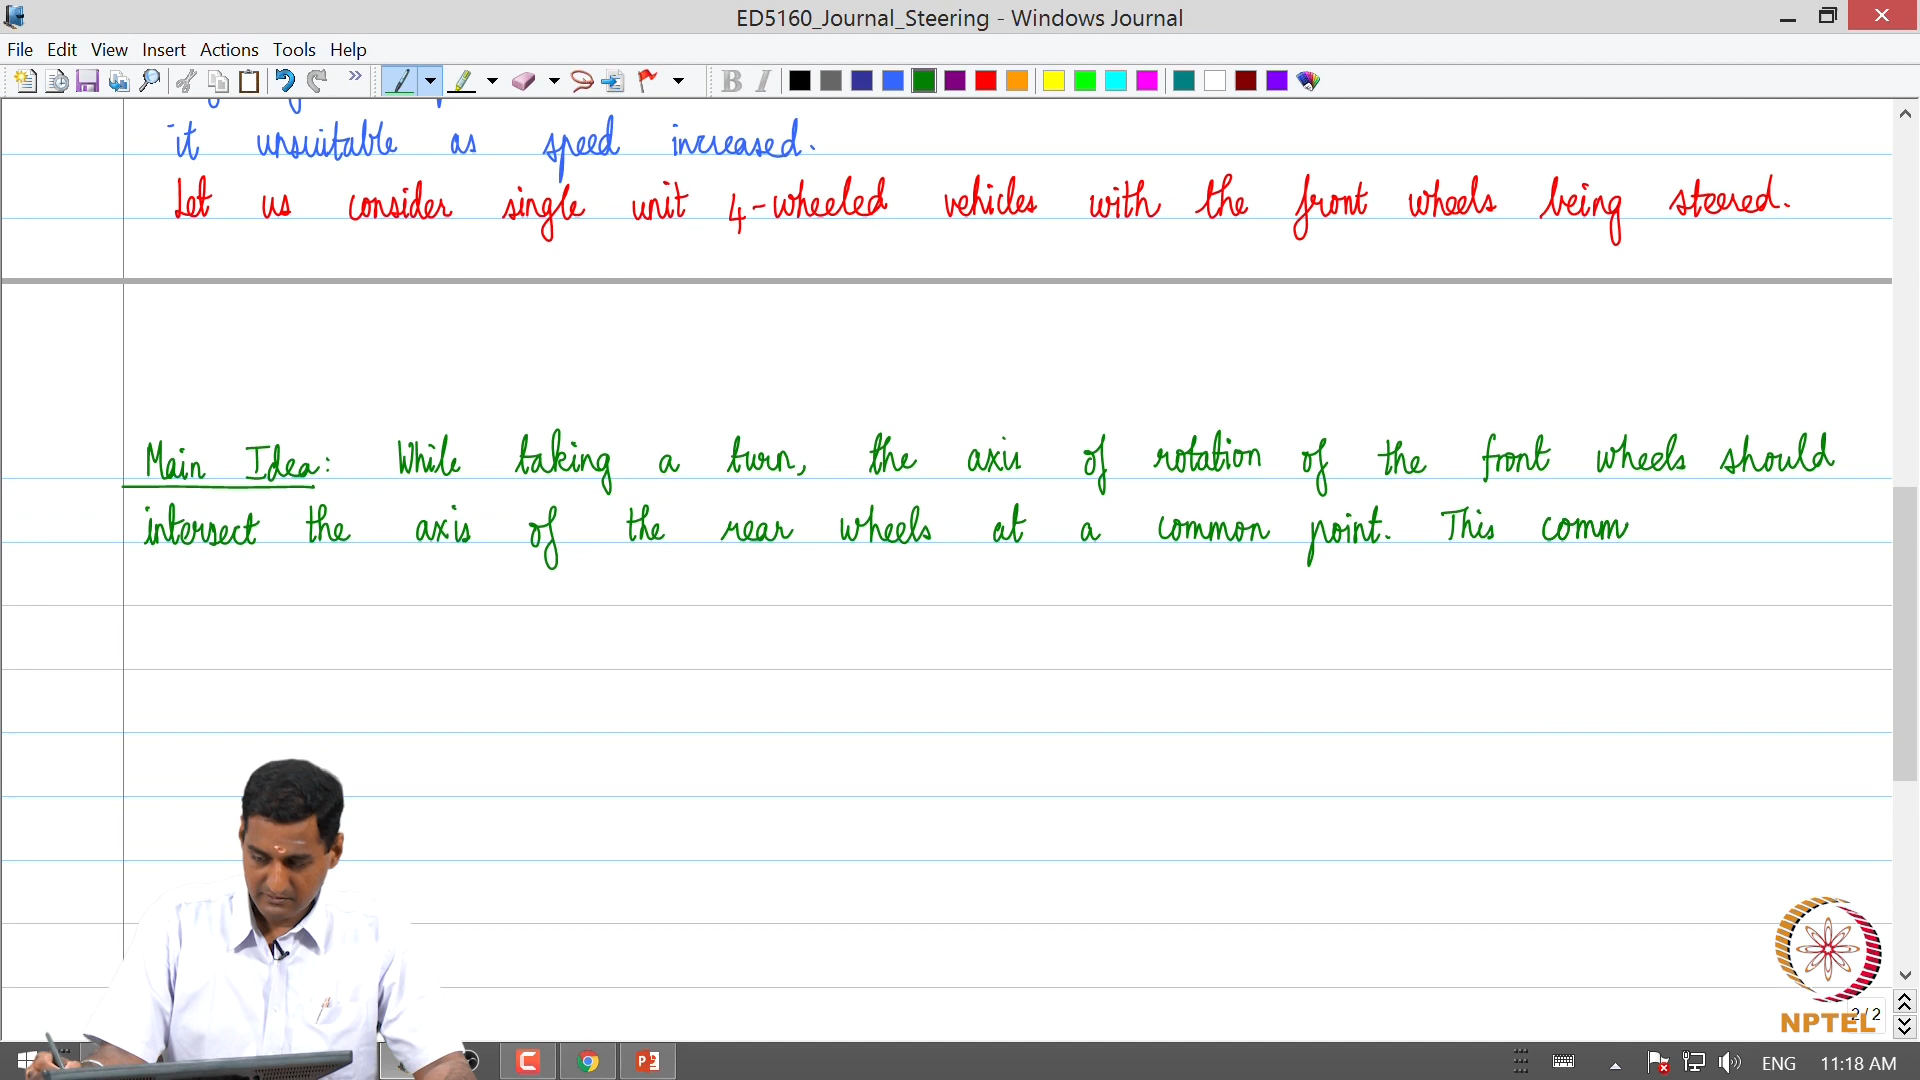 ED5160_Journal_Steering - Windows Journal
File Edit View Insert Actions Tools Help
B I
it unsuitable as speed increased.
Let us consider single unit 4-wheeled vehicles with the front wheels being steered.
Main Idea: While taking a turn, the axis of rotation of the front wheels should
intersect the axis of the rear wheels at a common point. This comm
2/2
NPTEL
ENG 11:18 AM